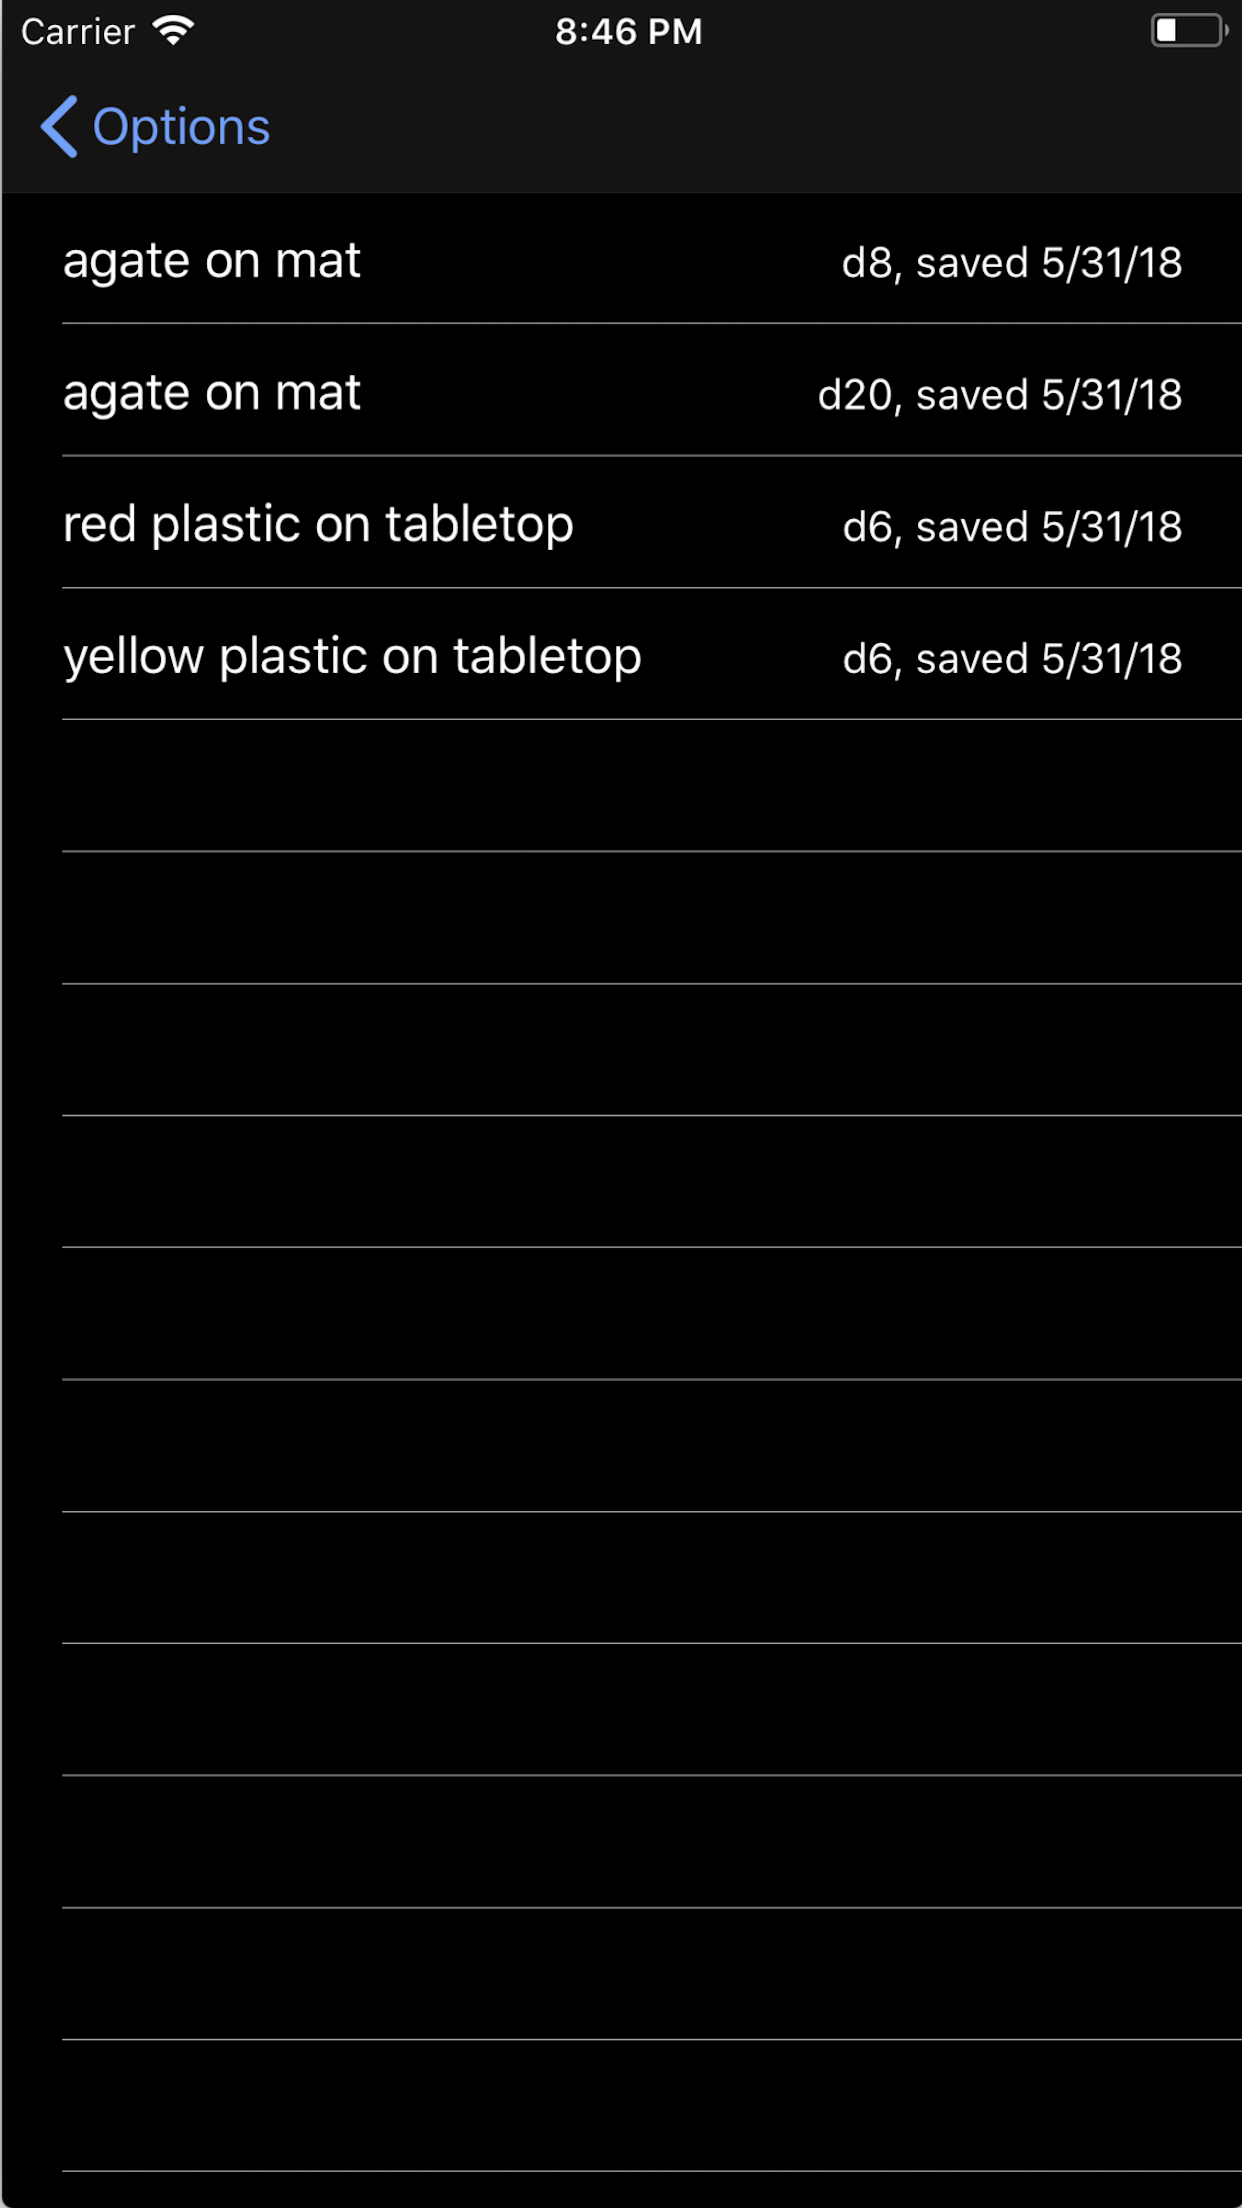 Carrier 8:46 PM
Options
agate on mat d8, saved 5/31/18
agate on mat d20, saved 5/31/18
red plastic on tabletop d6, saved 5/31/18
yellow plastic on tabletop d6, saved 5/31/18